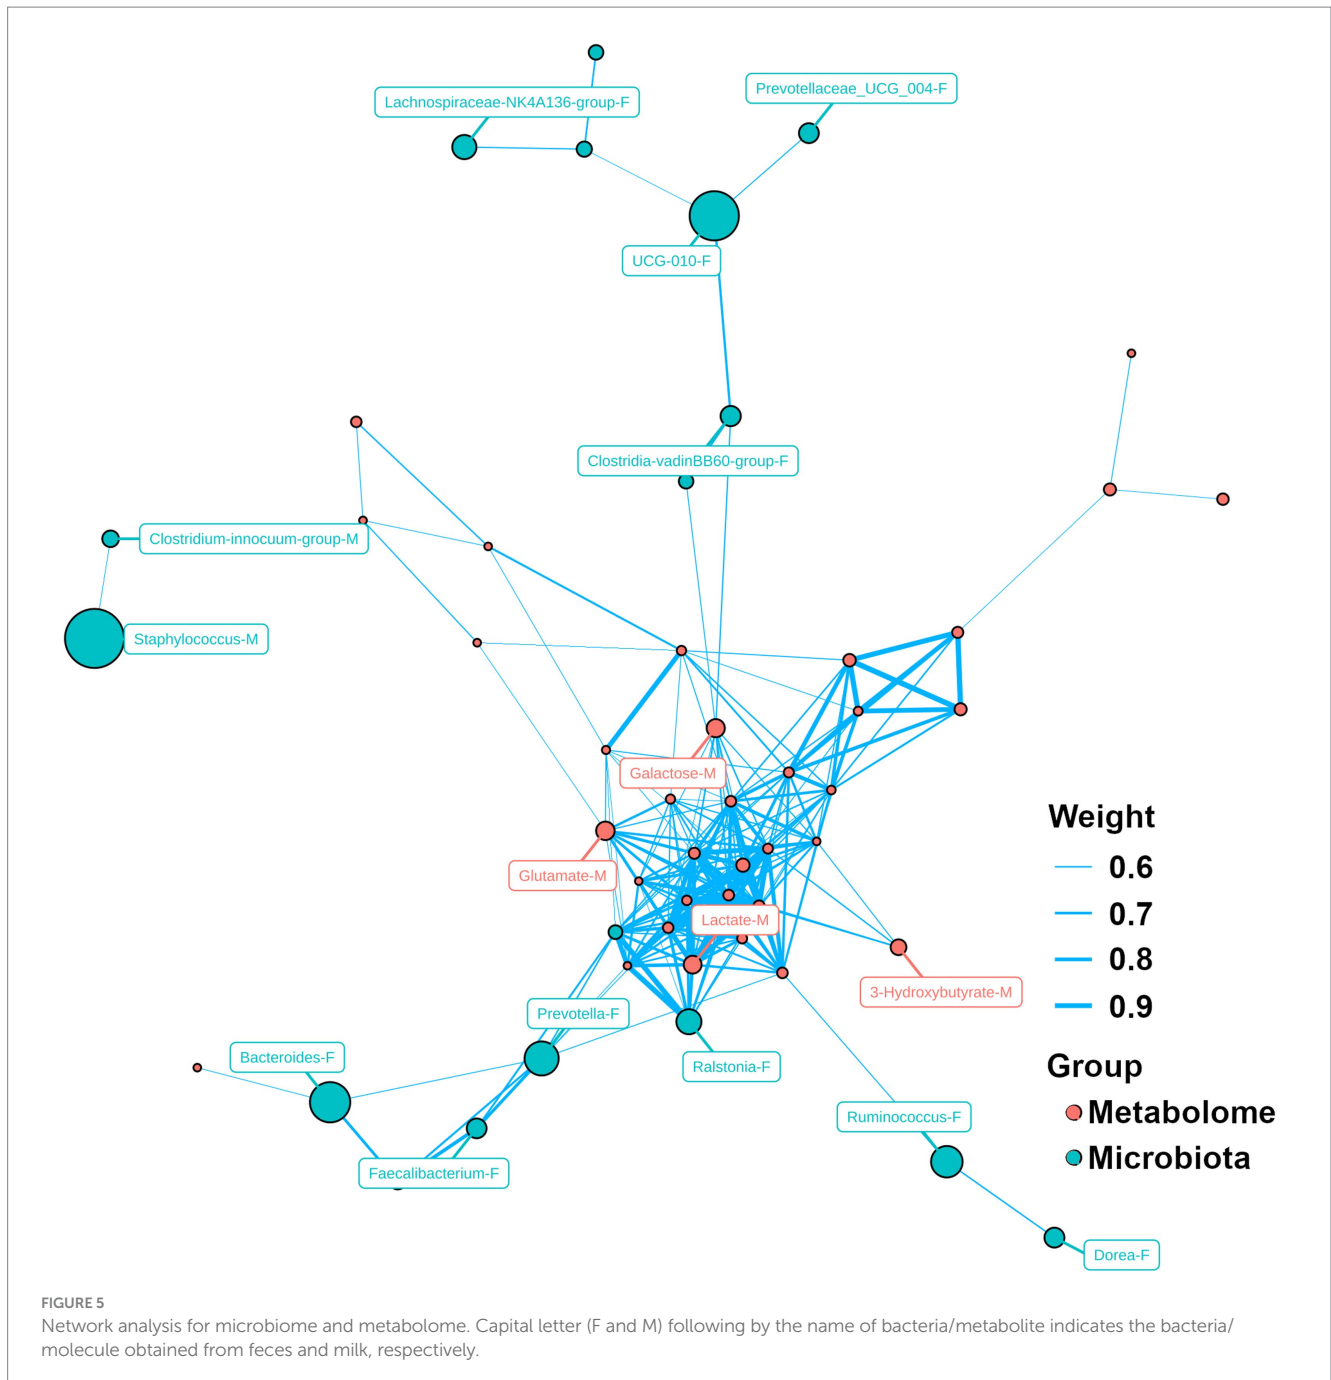 Lachnospiraceae-NK4A136-group-F
Prevotellaceae_UCG_004-F
UCG-010-F
Clostridia-vadinBB60-group-F
Clostridium-innocuum-group-M
Staphylococcus-M
Galactose-M
Glutamate-M
Lactate-M
3-Hydroxybutyrate-M
Prevotella-F
Bacteroides-F
Ralstonia-F
Faecalibacterium-F
Ruminococcus-F
Dorea-F
Weight
0.6
0.7
0.8
0.9
Group
Metabolome
Microbiota
FIGURE 5
Network analysis for microbiome and metabolome. Capital letter (F and M) following by the name of bacteria/metabolite indicates the bacteria/
molecule obtained from feces and milk, respectively.